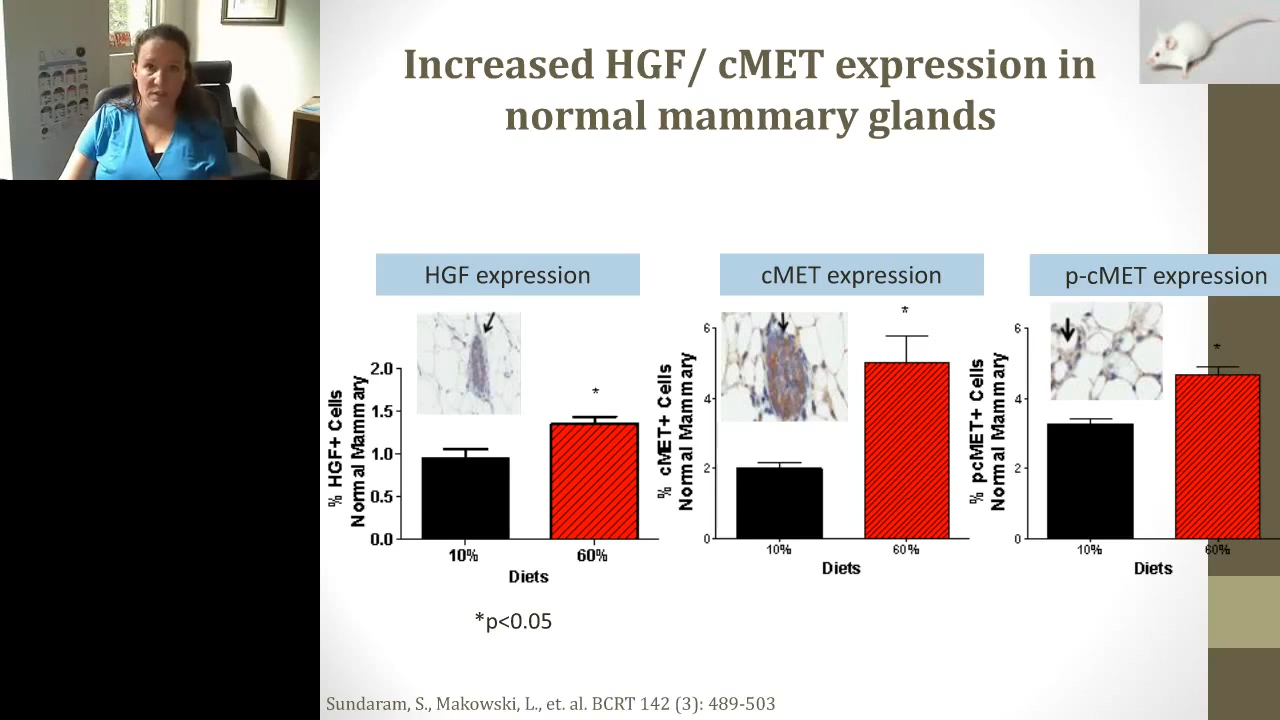 Increased HGF/ cMET expression in
normal mammary glands
HGF expression
cMET expression
p-cMET expression
% HGF+ Cells
Normal Mammary
2.0
1.5
1.0
0.5
0.0
*
10%
60%
Diets
% cMET+ Cells
Normal Mammary
6
4
2
0
*
10%
60%
Diets
% pcMET+ Cells
Normal Mammary
6
4
2
0
*
10%
60%
Diets
*p<0.05
Sundaram, S., Makowski, L., et. al. BCRT 142 (3): 489-503